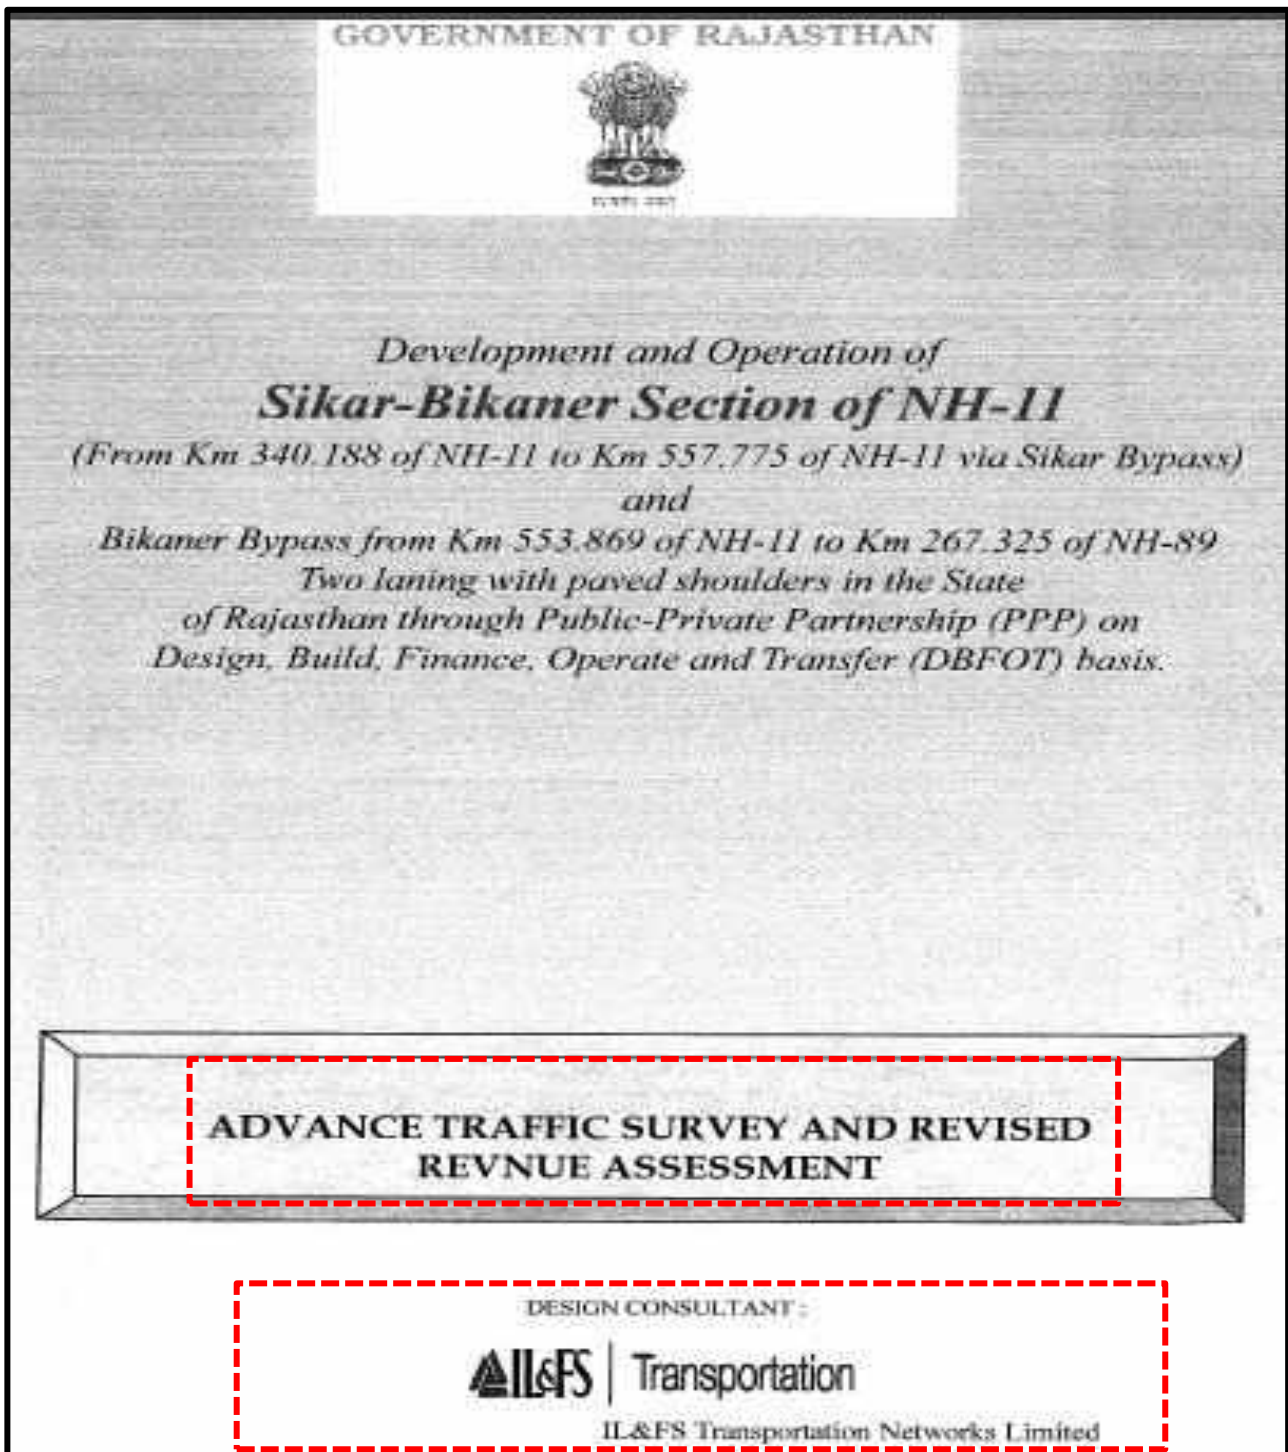 GOVERNMENT OF RAJASTHAN
Development and Operation of
Sikar-Bikaner Section of NH-11
(From Km 340.188 of NH-11 to Km 557.775 of NH-11 via Sikar Bypass)
and
Bikaner Bypass from Km 553.869 of NH-11 to Km 267.325 of NH-89
Two laning with paved shoulders in the State
of Rajasthan through Public-Private Partnership (PPP) on
Design, Build, Finance, Operate and Transfer (DBFOT) basis.
ADVANCE TRAFFIC SURVEY AND REVISED
REVNUE ASSESSMENT
DESIGN CONSULTANT :
IL&FS | Transportation
IL&FS Transportation Networks Limited